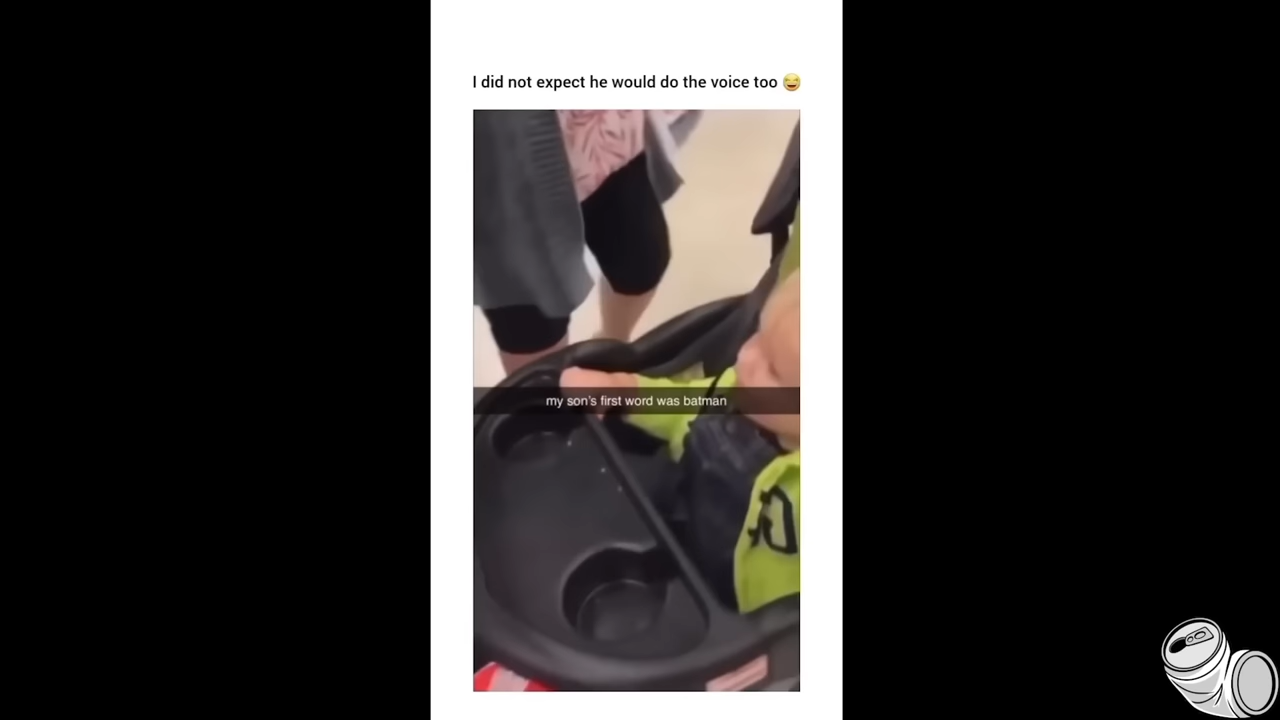 I did not expect he would do the voice too 😂
my son's first word was batman